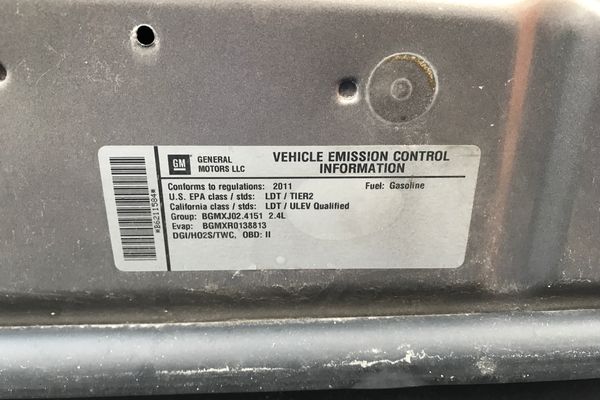 *B6211584*
GM
GENERAL
MOTORS LLC
VEHICLE EMISSION CONTROL
INFORMATION
Conforms to regulations: 2011 Fuel: Gasoline
U.S. EPA class / stds: LDT / TIER2
California class / stds: LDT / ULEV Qualified
Group: BGMXJ02.4151 2.4L
Evap: BGMXR0138813
DGI/HO2S/TWC, OBD: II